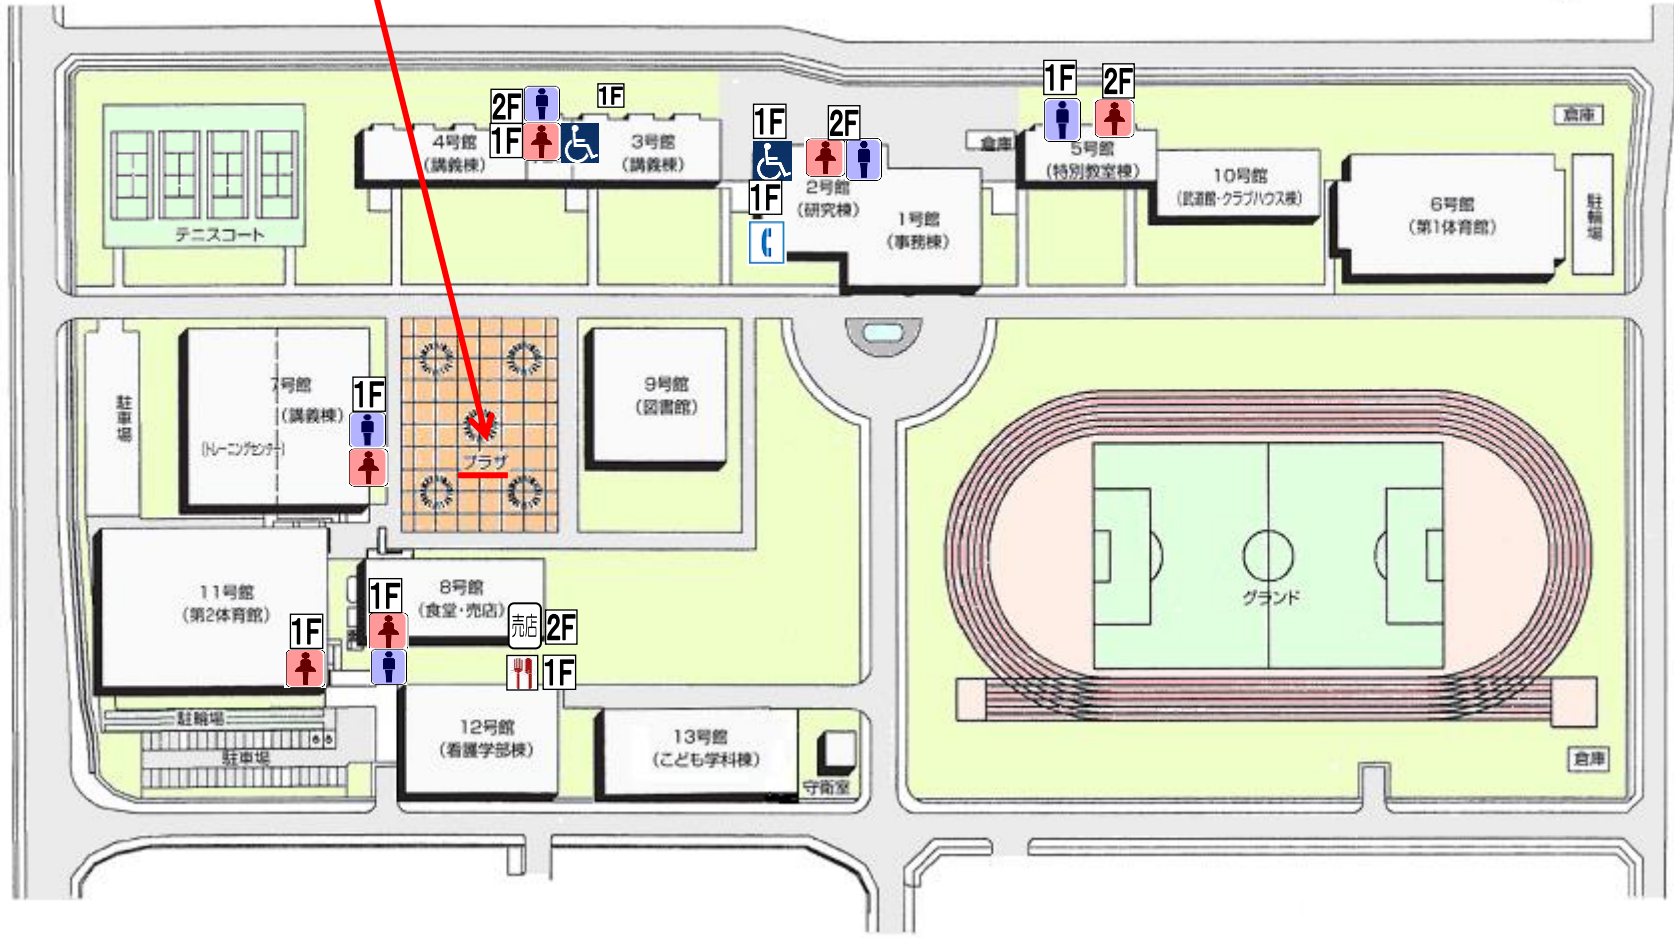 1F
2F
倉庫
2F
1F
1F
2F
1F
4号館
(講義棟)
3号館
(講義棟)
1F
2号館
(研究棟)
1号館
(事務棟)
倉庫
5号館
(特別教室棟)
10号館
(武道館・クラブハウス棟)
6号館
(第1体育館)
駐輪場
テニスコート
駐車場
7号館
(講義棟)
(トレーニングセンター)
1F
プラザ
9号館
(図書館)
グランド
11号館
(第2体育館)
1F
1F
8号館
(食堂・売店)
売店
2F
1F
駐輪場
駐車場
12号館
(看護学部棟)
13号館
(こども学科棟)
守衛室
倉庫